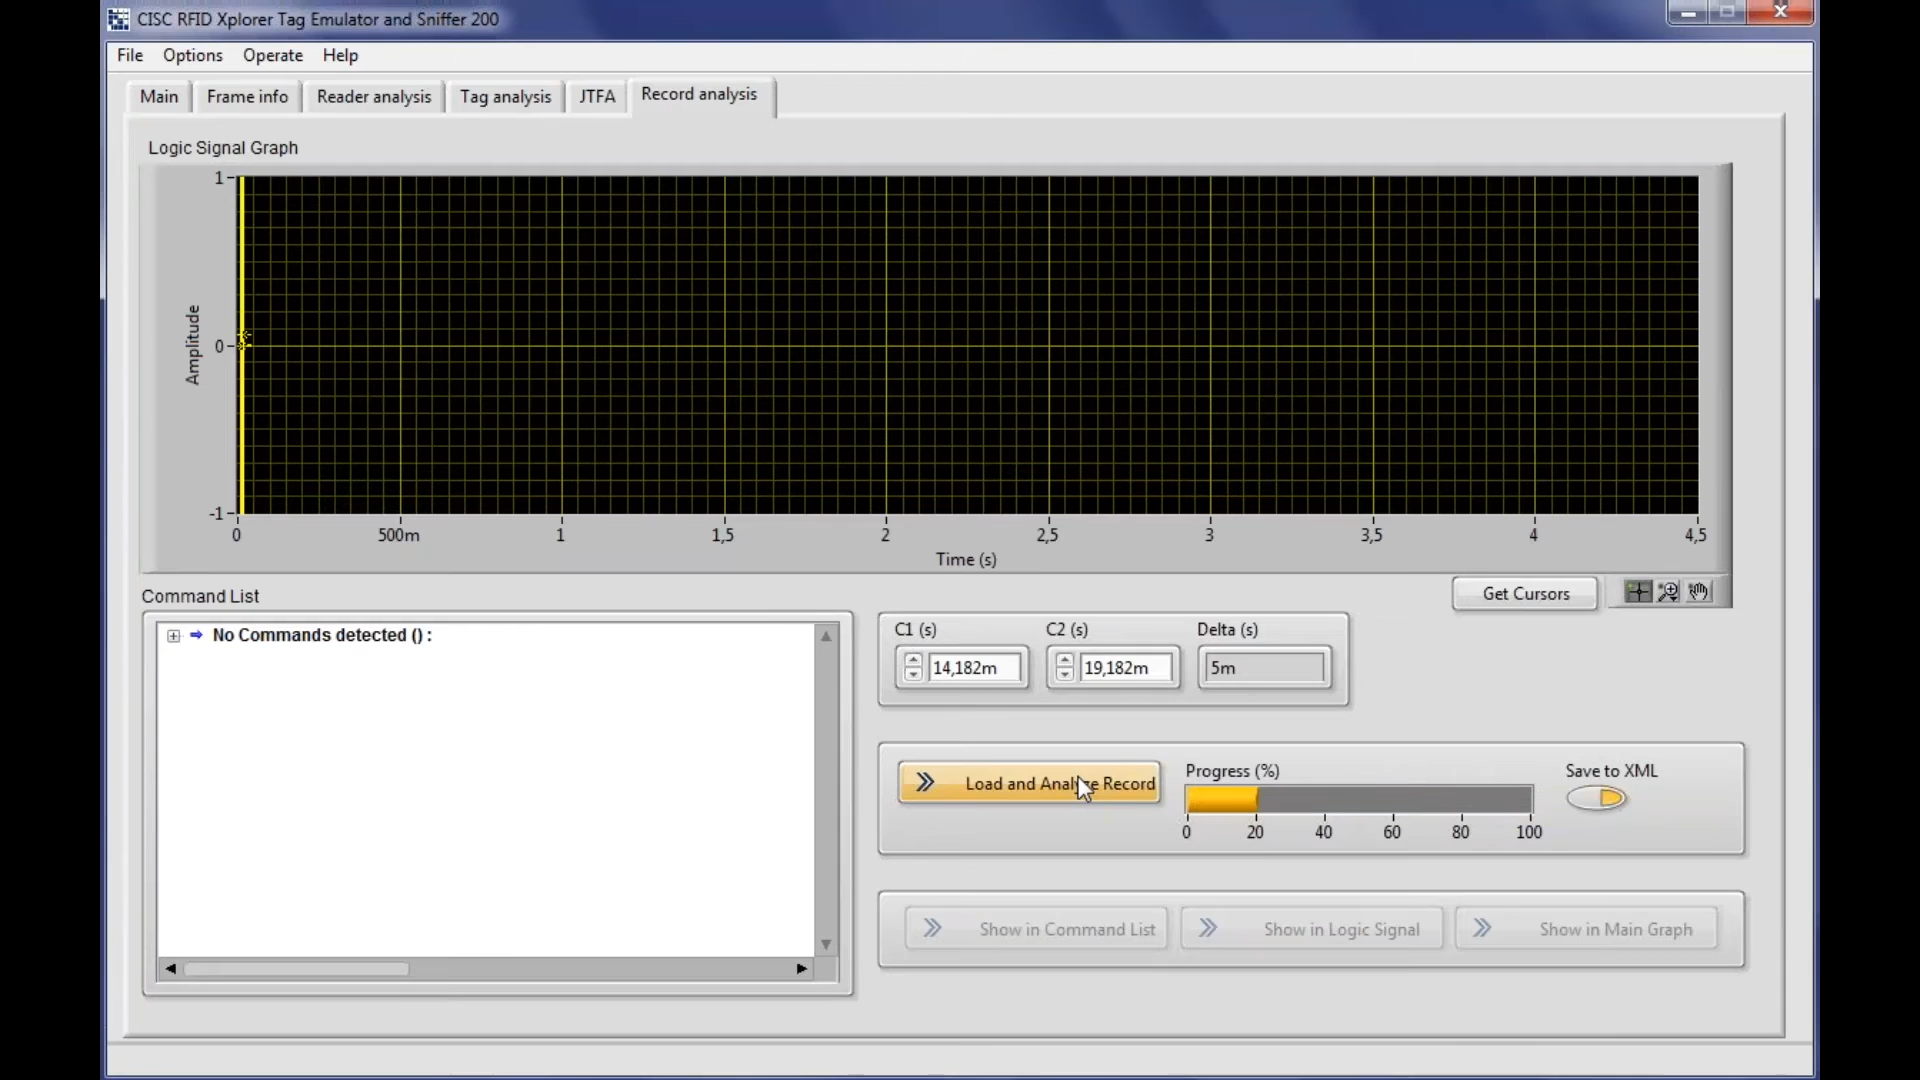 CISC RFID Xplorer Tag Emulator and Sniffer 200
File Options Operate Help
Main Frame info Reader analysis Tag analysis JTFA Record analysis
Logic Signal Graph
1
0
-1
Amplitude
0 500m 1 1,5 2 2,5 3 3,5 4 4,5
Time (s)
Get Cursors
Command List
No Commands detected () :
C1 (s) C2 (s) Delta (s)
14,182m 19,182m 5m
Load and Analyze Record
Progress (%)
0 20 40 60 80 100
Save to XML
Show in Command List Show in Logic Signal Show in Main Graph